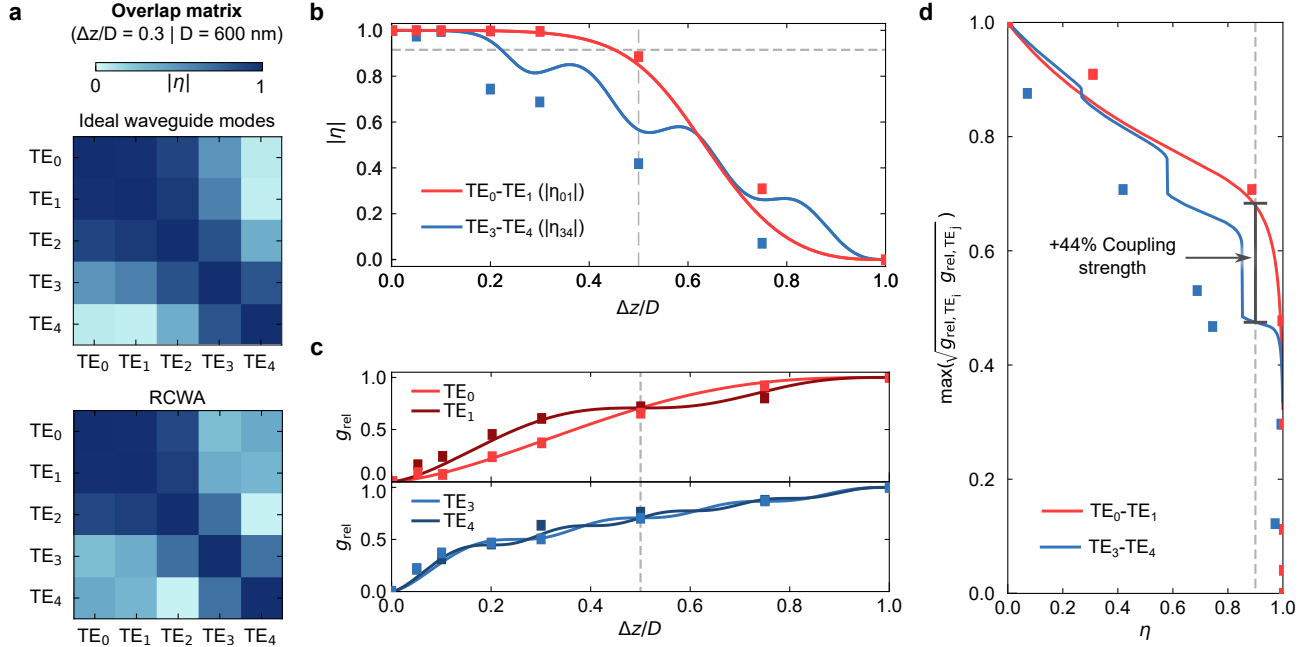 a
Overlap matrix
(Δz/D = 0.3 | D = 600 nm)
0
|η|
1
Ideal waveguide modes
TE0
TE1
TE2
TE3
TE4
TE0 TE1 TE2 TE3 TE4
RCWA
TE0
TE1
TE2
TE3
TE4
TE0 TE1 TE2 TE3 TE4
b
|η|
1.0
0.8
0.6
0.4
0.2
0.0
TE0-TE1 (|η01|)
TE3-TE4 (|η34|)
0.0 0.2 0.4 0.6 0.8 1.0
Δz/D
c
grel
1.0
0.5
0.0
TE0
TE1
grel
1.0
0.5
0.0
TE3
TE4
0.0 0.2 0.4 0.6 0.8 1.0
Δz/D
d
max(√grel, TEi grel, TEj)
1.0
0.8
0.6
0.4
0.2
0.0
+44% Coupling
strength
TE0-TE1
TE3-TE4
0.0 0.2 0.4 0.6 0.8 1.0
η